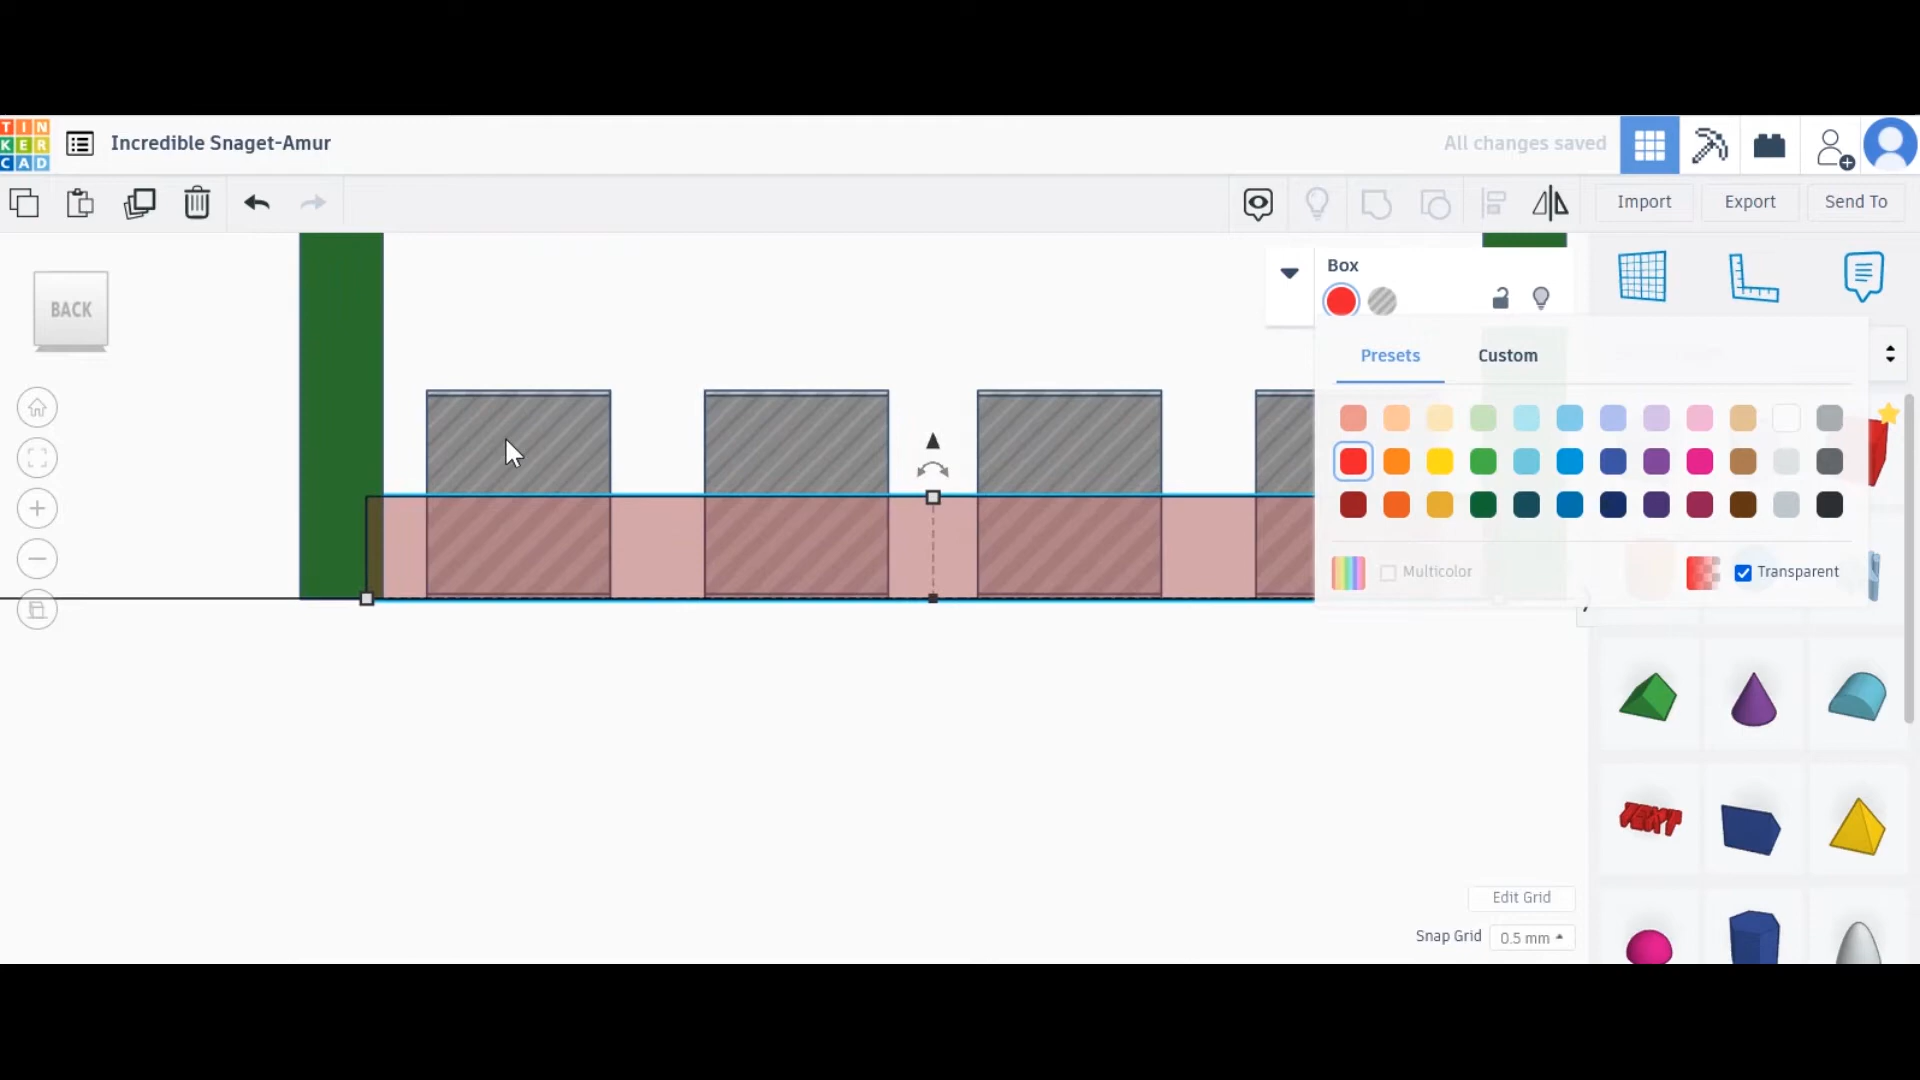 TIN
KER
CAD
Incredible Snaget-Amur
All changes saved
Import
Export
Send To
BACK
Box
Presets
Custom
Multicolor
Transparent
TEXT
Edit Grid
Snap Grid
0.5 mm